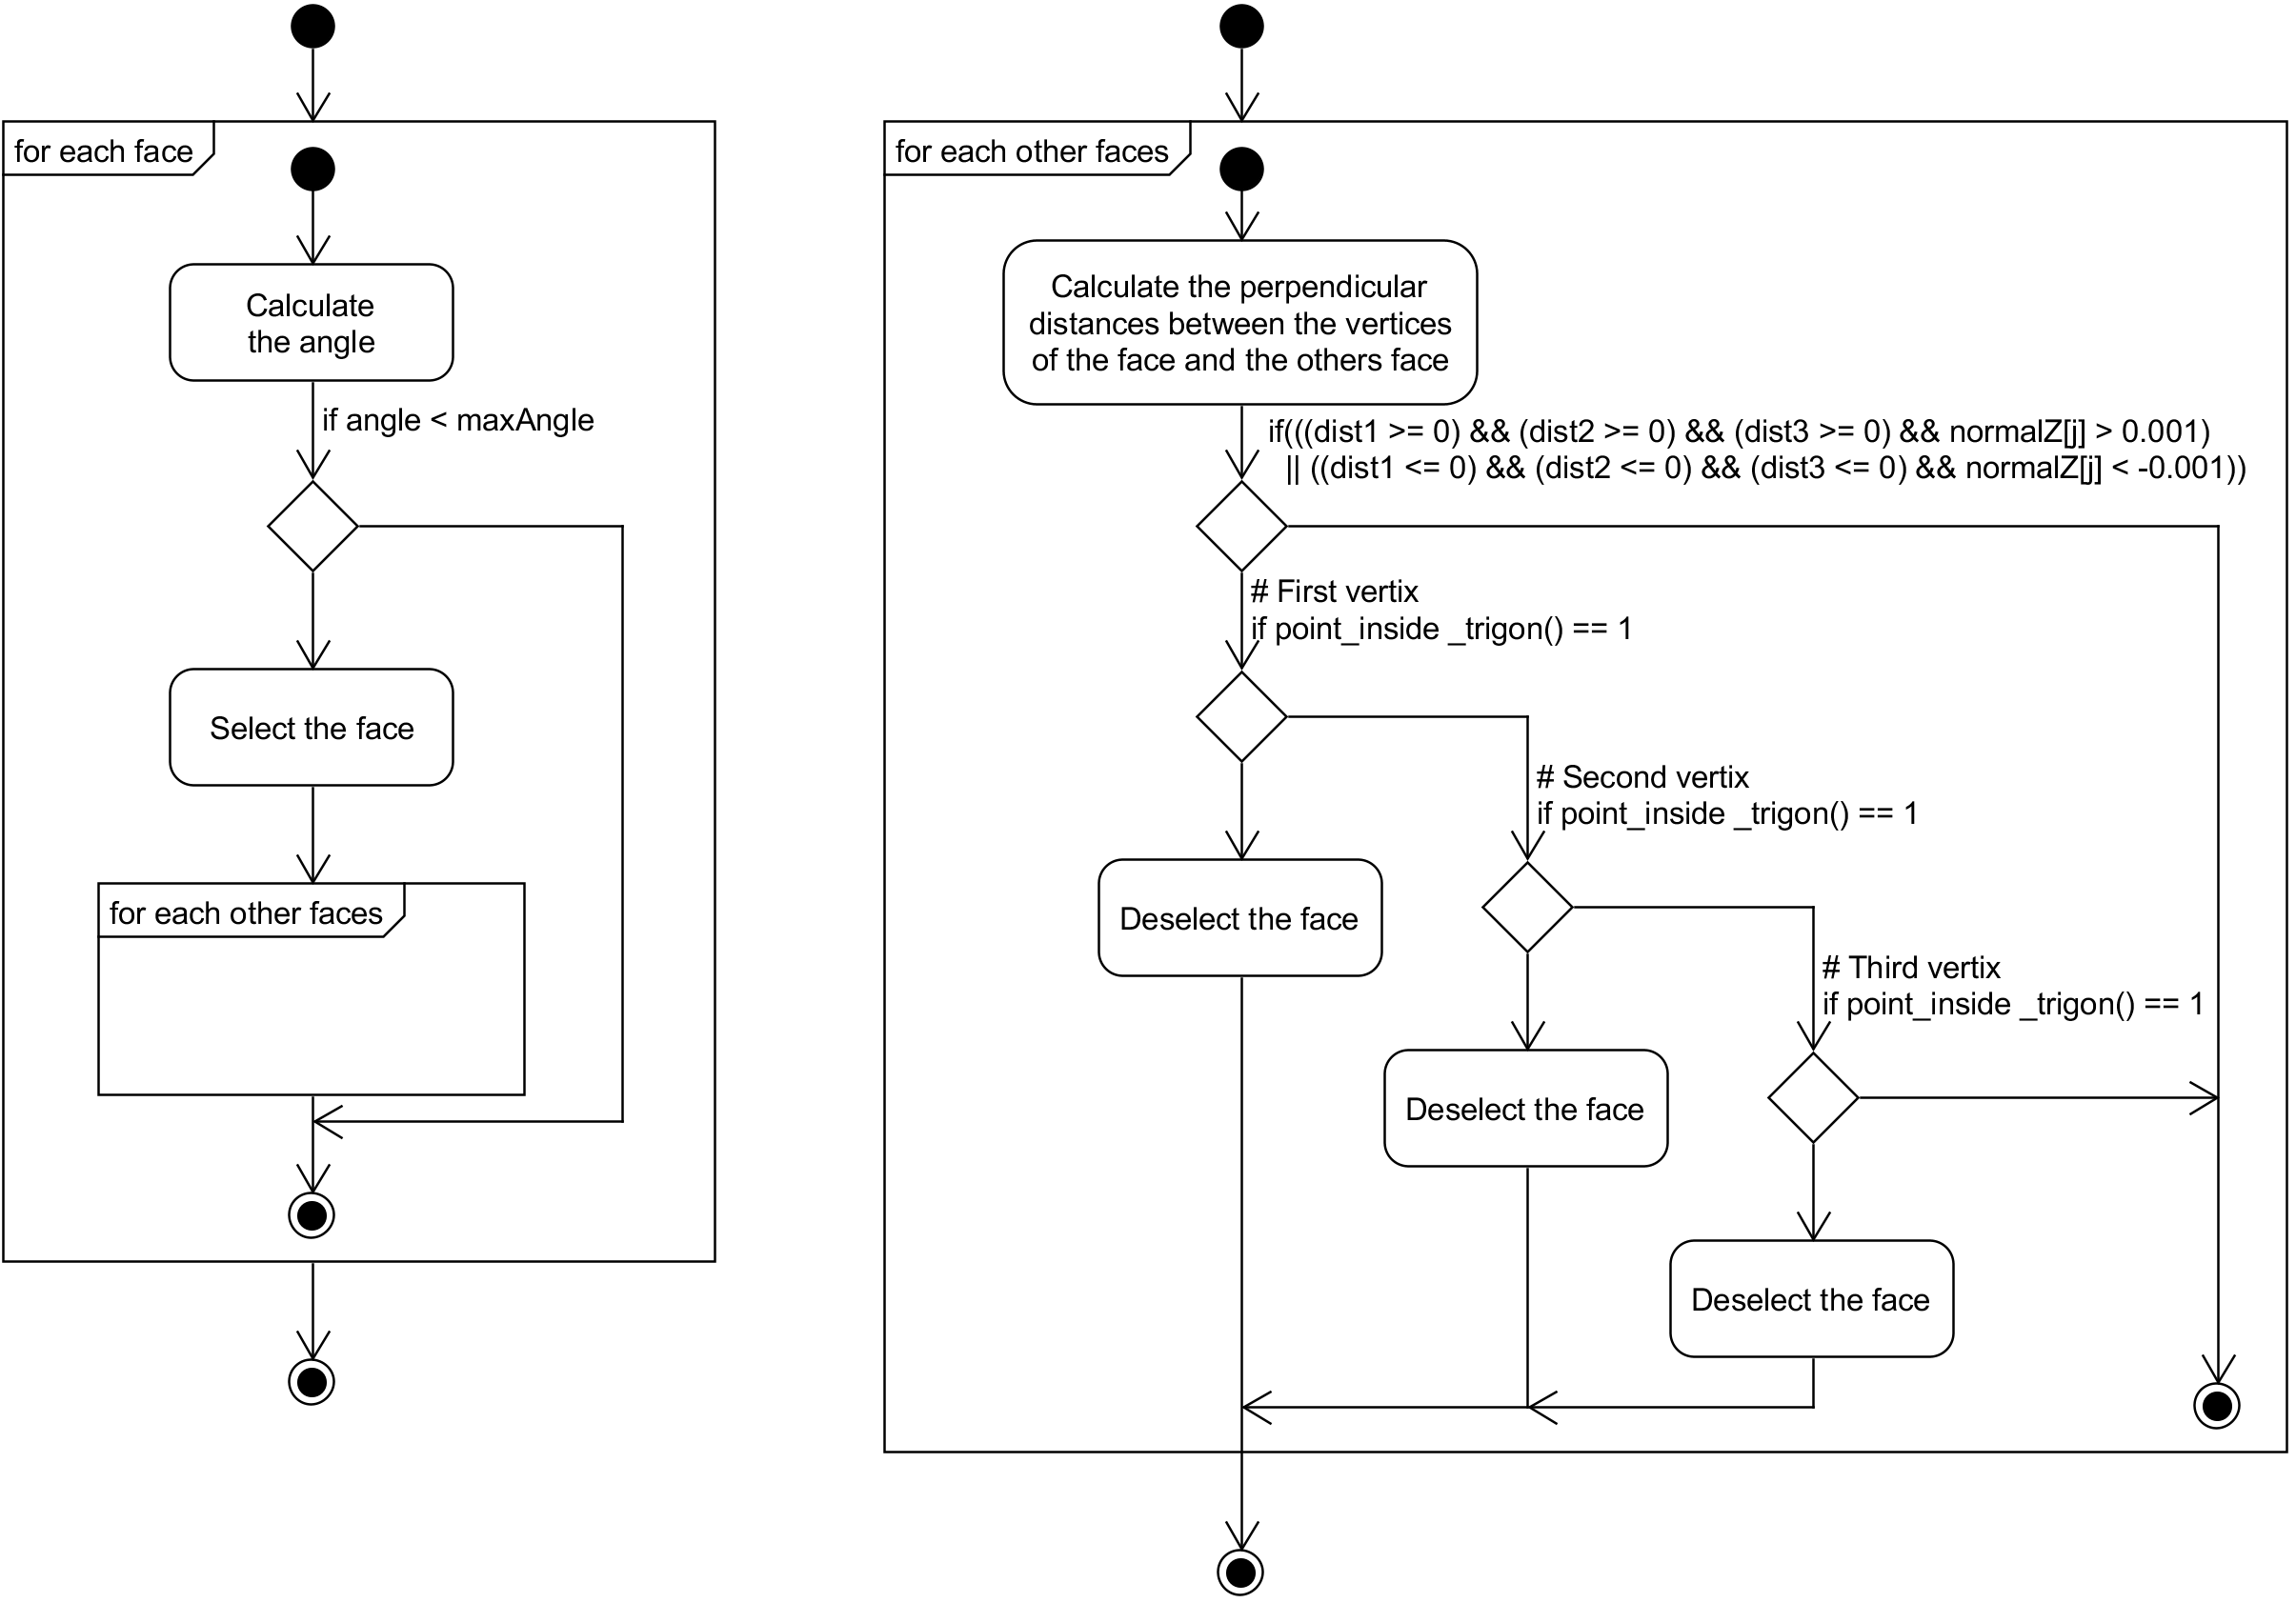 for each face
Calculate
the angle
if angle < maxAngle
Select the face
for each other faces
for each other faces
Calculate the perpendicular
distances between the vertices
of the face and the others face
if(((dist1 >= 0) && (dist2 >= 0) && (dist3 >= 0) && normalZ[j] > 0.001)
|| ((dist1 <= 0) && (dist2 <= 0) && (dist3 <= 0) && normalZ[j] < -0.001))
# First vertix
if point_inside _trigon() == 1
# Second vertix
if point_inside _trigon() == 1
Deselect the face
# Third vertix
if point_inside _trigon() == 1
Deselect the face
Deselect the face